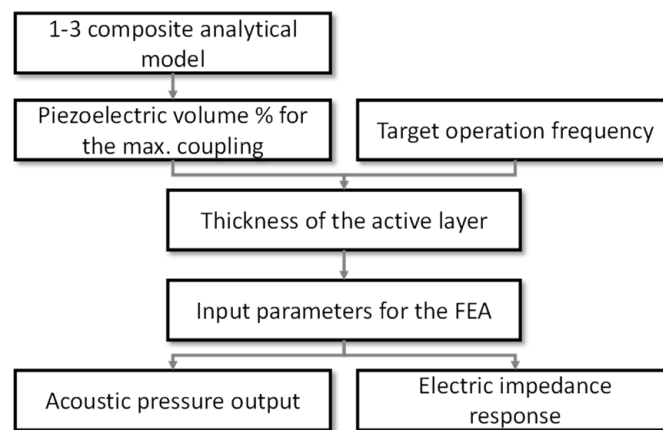 1-3 composite analytical
model
Piezoelectric volume % for
the max. coupling
Target operation frequency
Thickness of the active layer
Input parameters for the FEA
Acoustic pressure output
Electric impedance
response